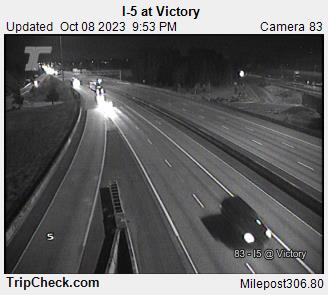 I-5 at Victory
Updated Oct 08 2023 9:53 PM Camera 83
T
S
83 - I5 @ Victory
TripCheck.com Milepost306.80